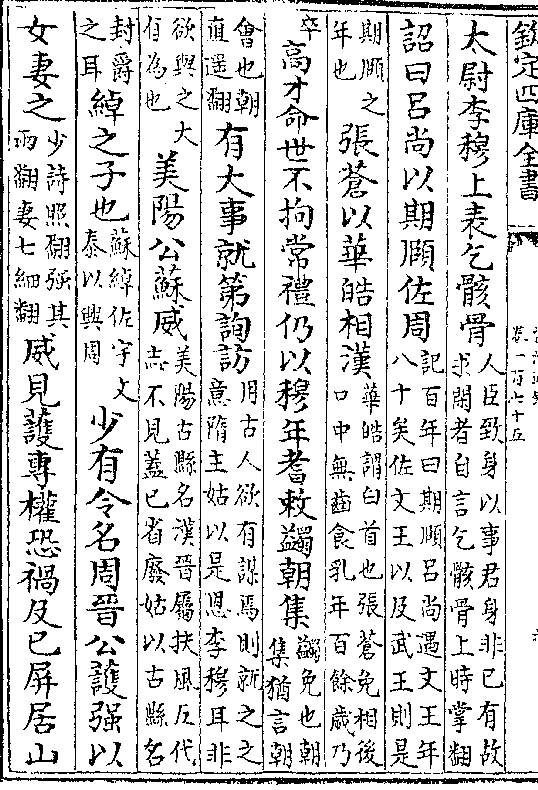 欽定四庫全書
卷一百七十五
太尉李穆上表乞骸骨人臣致身以事君身非已有故求閒者自言乞骸骨上時掌翻
詔曰呂尚以期頤佐周記百年曰期頤呂尚遇文王年八十矣佐文王以及武王則是
期頤之年也張蒼以華皓相漢華皓謂白首也張蒼免相後口中無齒食乳年百餘歲乃
卒高才命世不拘常禮仍以穆年耆敕蠲朝集蠲免也朝集猶言朝
會也朝直遥翻有大事就第詢訪用古人欲有謀焉則就之之意隋主姑以是恩李穆耳非
欲與之大有為也美陽公蘇威美陽古縣名漢晉屬扶風五代志不見蓋已省廢姑以古縣名
封爵之耳綽之子也蘇綽佐宇文泰以興周少有令名周晉公護强以
女妻之少詩照翻强其兩翻妻七細翻威見護專權恐禍及已屏居山